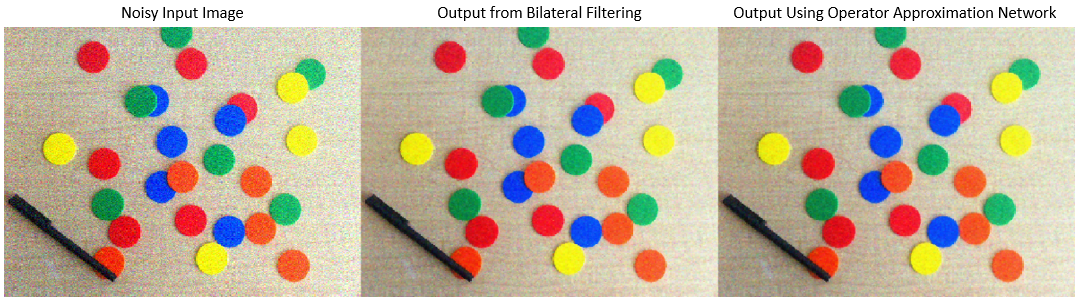 Noisy Input Image
Output from Bilateral Filtering
Output Using Operator Approximation Network